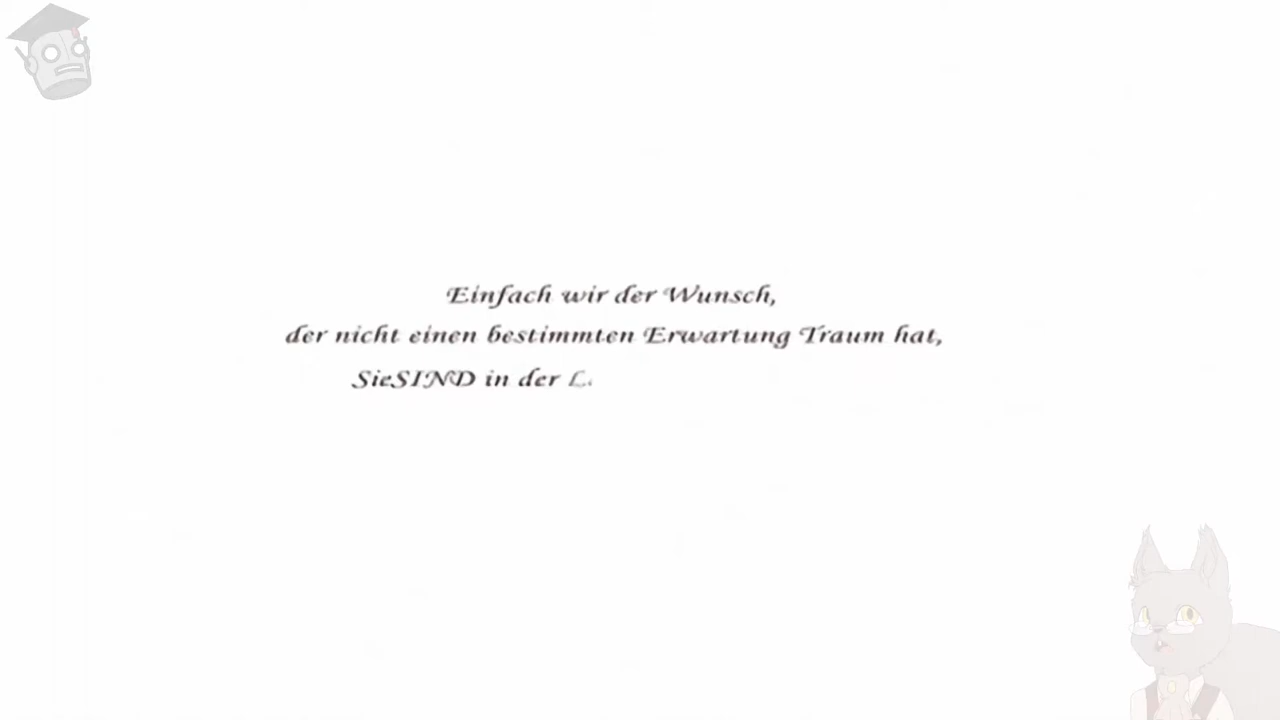 Einfach wir der Wunsch,
der nicht einen bestimmten Erwartung Traum hat,
SieSIND in der L